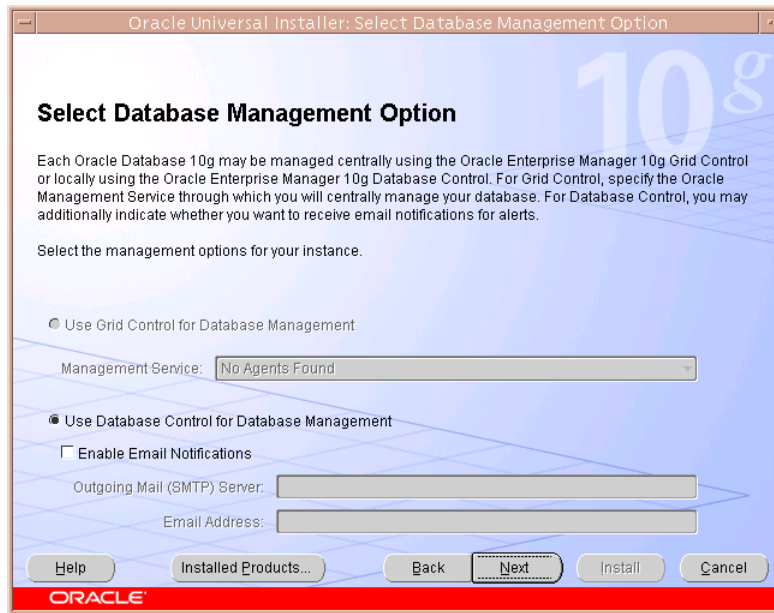 Oracle Universal Installer: Select Database Management Option
10g
Select Database Management Option
Each Oracle Database 10g may be managed centrally using the Oracle Enterprise Manager 10g Grid Control
or locally using the Oracle Enterprise Manager 10g Database Control. For Grid Control, specify the Oracle
Management Service through which you will centrally manage your database. For Database Control, you may
additionally indicate whether you want to receive email notifications for alerts.
Select the management options for your instance.
Use Grid Control for Database Management
Management Service: No Agents Found
Use Database Control for Database Management
Enable Email Notifications
Outgoing Mail (SMTP) Server:
Email Address:
Help Installed Products... Back Next Install Cancel
ORACLE